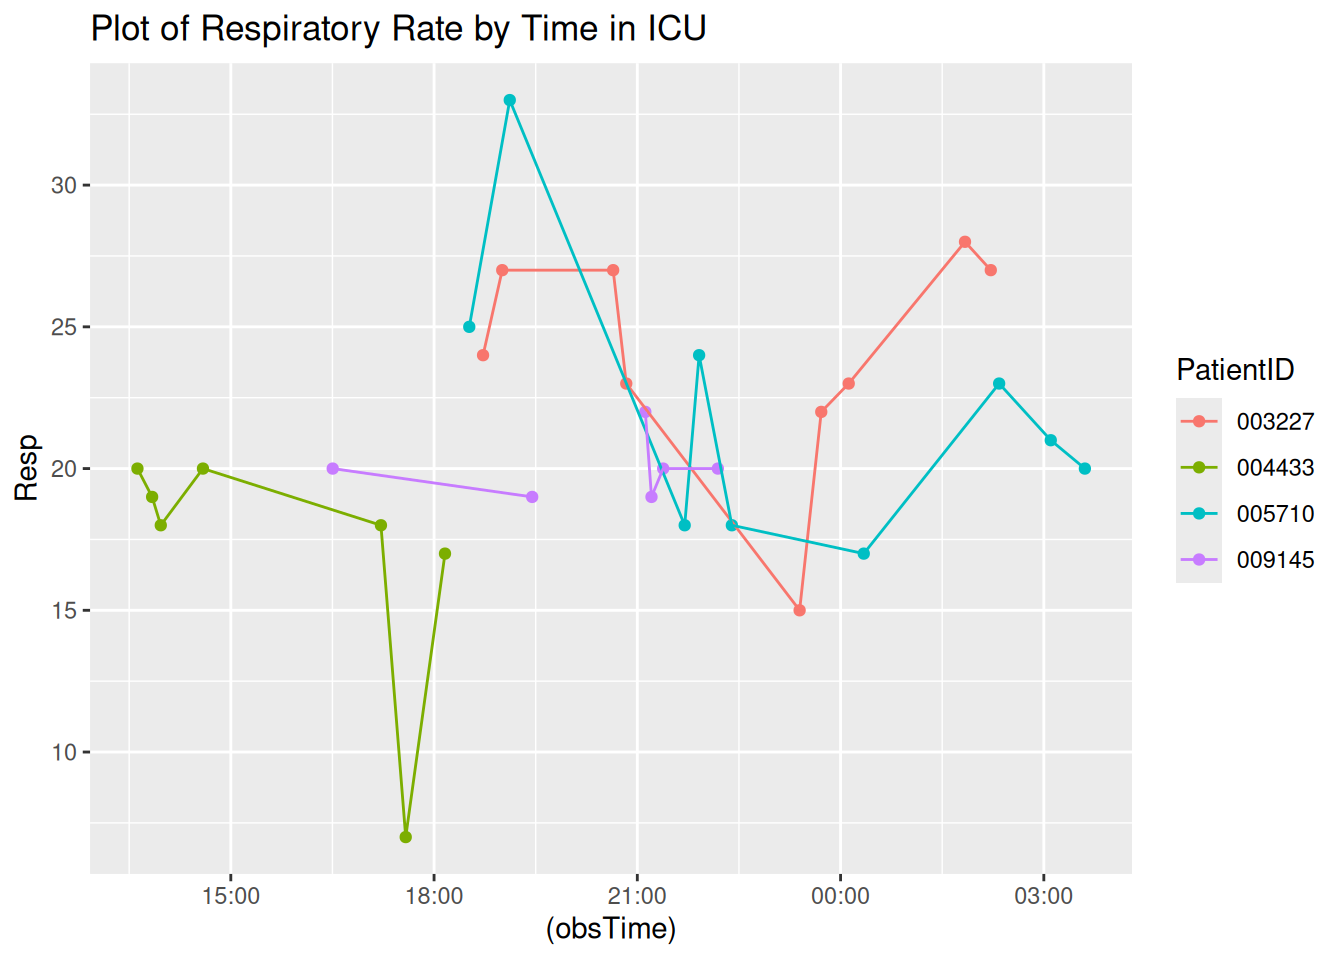 Plot of Respiratory Rate by Time in ICU
Resp
30
25
20
15
10
15:00 18:00 21:00 00:00 03:00
(obsTime)
PatientID
003227
004433
005710
009145